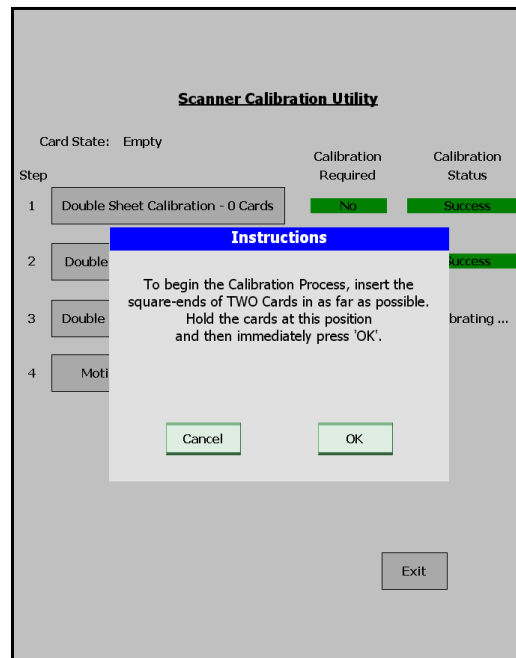 Scanner Calibration Utility
Card State: Empty
Calibration Required
Calibration Status
Step
1 Double Sheet Calibration - 0 Cards No Success
Instructions
2 Double Success
To begin the Calibration Process, insert the
square-ends of TWO Cards in as far as possible.
Hold the cards at this position
and then immediately press 'OK'.
3 Double brating ...
4 Moti
Cancel OK
Exit